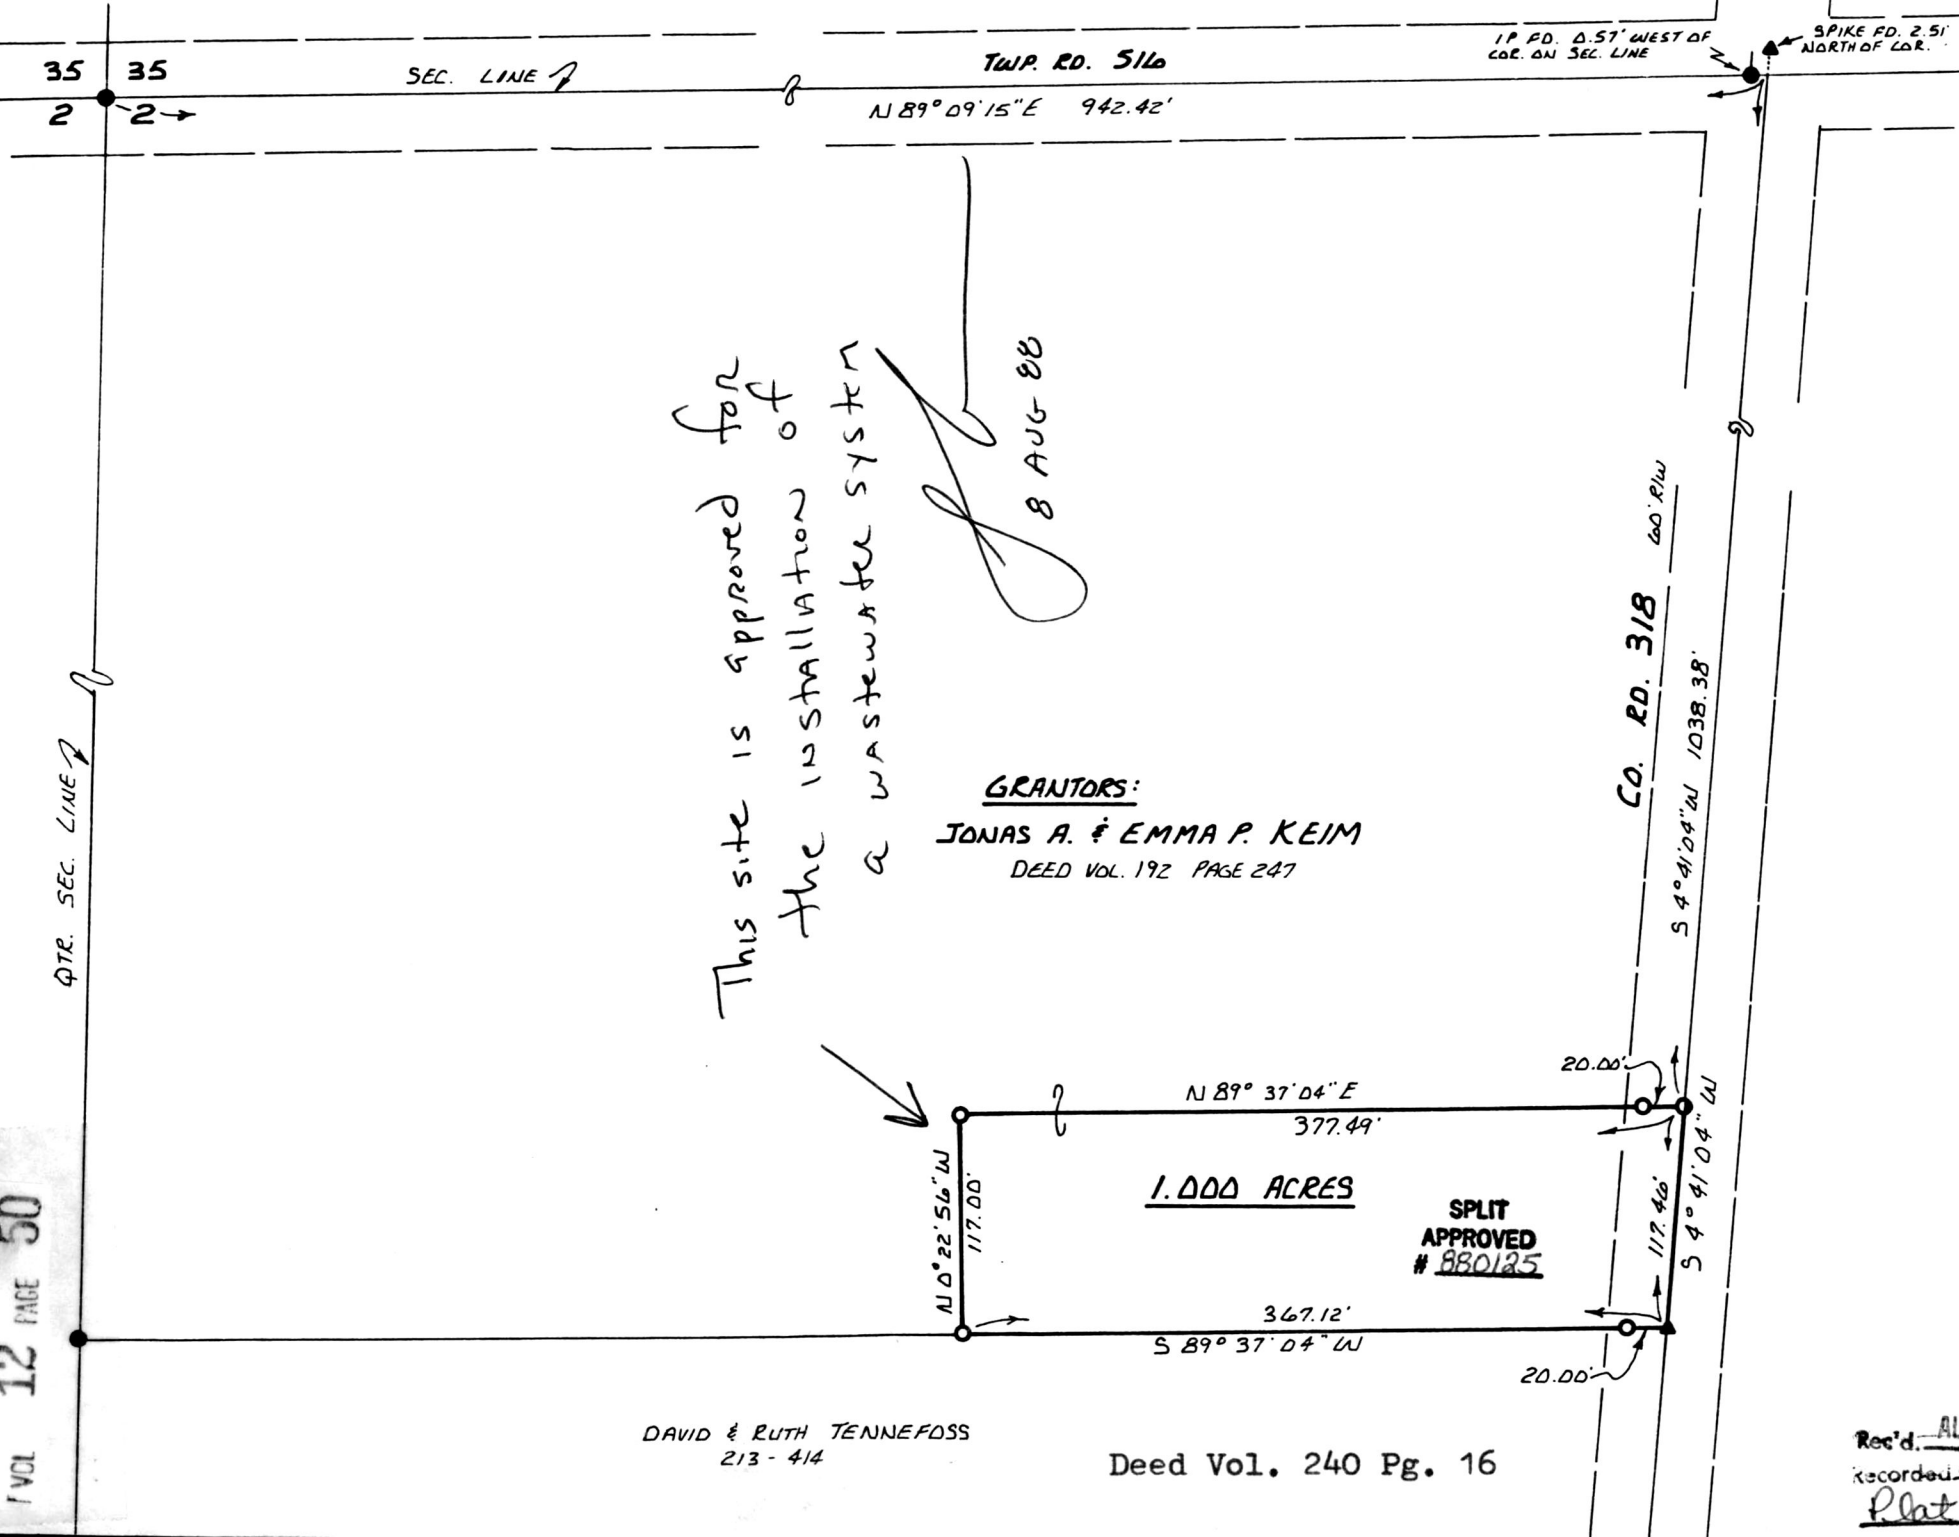 35 35
2 2
SEC. LINE
TWP. RD. 516
N 89° 09' 15" E 942.42'
IP FD. 0.57' WEST OF
COR. ON SEC. LINE
SPIKE FD. 2.51'
NORTH OF COR.
This site is approved for
the installation of
a wastewater system
8 AUG 88
CO. RD. 318 60' R/W
S 4° 41' 04" W 1038.38'
QTR. SEC. LINE
GRANTORS:
JONAS A. & EMMA P. KEIM
DEED VOL. 192 PAGE 247
20.00'
N 89° 37' 04" E
377.49'
N 0° 22' 56" W
117.00'
1.000 ACRES
SPLIT
APPROVED
# 880125
117.46'
S 4° 41' 04" W
367.12'
S 89° 37' 04" W
20.00'
DAVID & RUTH TENNEFOSS
213 - 414
Deed Vol. 240 Pg. 16
VOL 12 PAGE 50
Rec'd.
Recorded
Plat